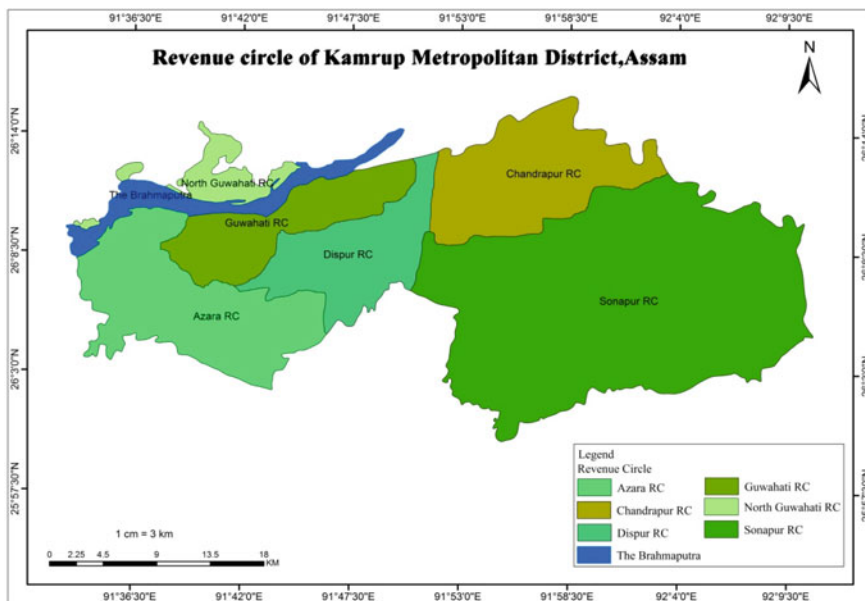 91°36'30"E 91°42'0"E 91°47'30"E 91°53'0"E 91°58'30"E 92°4'0"E 92°9'30"E
Revenue circle of Kamrup Metropolitan District,Assam
N
26°14'0"N
26°14'0"N
North Guwahati RC
Chandrapur RC
The Brahmaputra
Guwahati RC
26°8'30"N
Dispur RC
Sonapur RC
Azara RC
26°3'0"N
Legend
Revenue Circle
Azara RC
Chandrapur RC
Dispur RC
The Brahmaputra
Guwahati RC
North Guwahati RC
Sonapur RC
25°57'30"N
1 cm = 3 km
0 2.25 4.5 9 13.5 18
KM
91°36'30"E 91°42'0"E 91°47'30"E 91°53'0"E 91°58'30"E 92°4'0"E 92°9'30"E